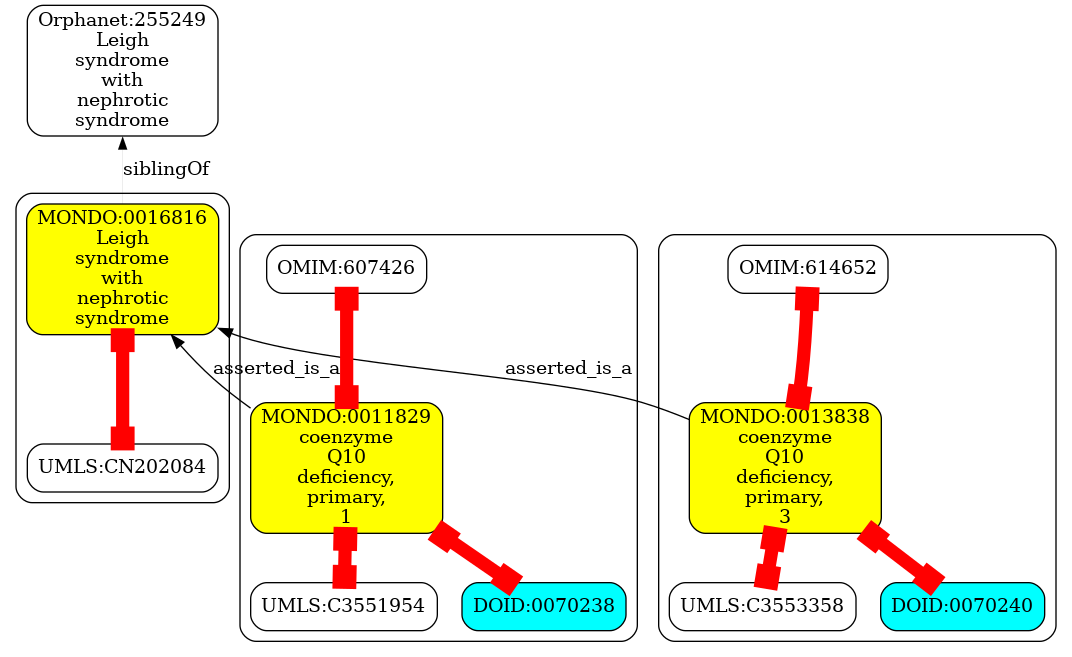 Orphanet:255249
Leigh
syndrome
with
nephrotic
syndrome
siblingOf
MONDO:0016816
Leigh
syndrome
with
nephrotic
syndrome
UMLS:CN202084
OMIM:607426
asserted_is_a
MONDO:0011829
coenzyme
Q10
deficiency,
primary,
1
UMLS:C3551954
DOID:0070238
OMIM:614652
asserted_is_a
MONDO:0013838
coenzyme
Q10
deficiency,
primary,
3
UMLS:C3553358
DOID:0070240